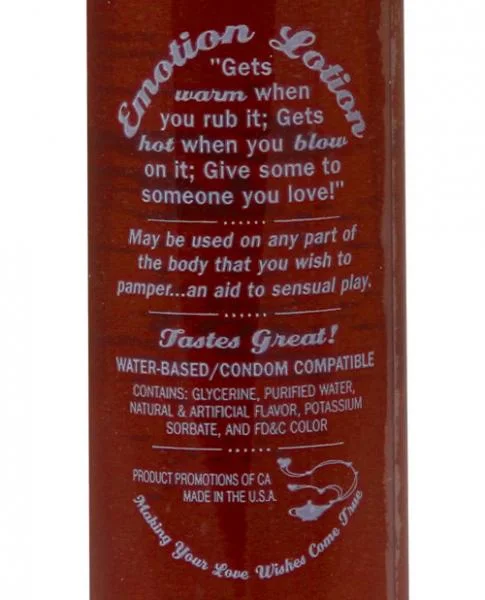 Emotion Lotion
"Gets
warm when
you rub it; Gets
hot when you blow
on it; Give some to
someone you love!"
May be used on any part of
the body that you wish to
pamper...an aid to sensual play.
Tastes Great!
WATER-BASED/CONDOM COMPATIBLE
CONTAINS: GLYCERINE, PURIFIED WATER,
NATURAL & ARTIFICIAL FLAVOR, POTASSIUM
SORBATE, AND FD&C COLOR
PRODUCT PROMOTIONS OF CA
MADE IN THE U.S.A.
Making Your Love Wishes Come True